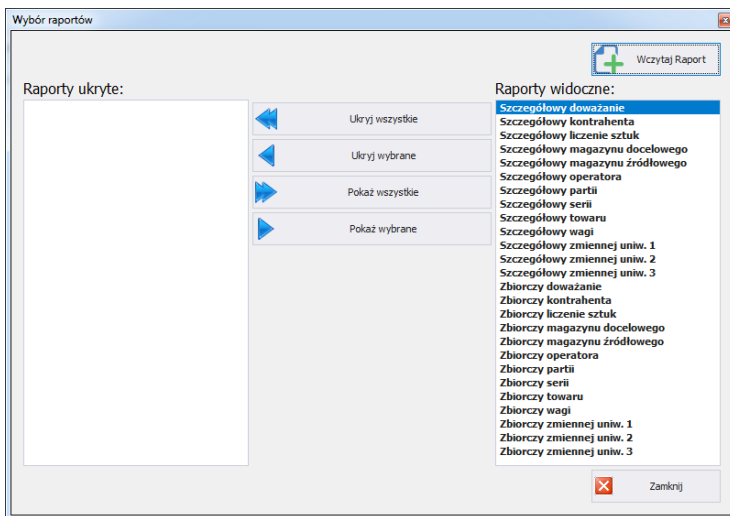 Wybór raportów
Wczytaj Raport
Raporty ukryte:
Raporty widoczne:
Ukryj wszystkie
Ukryj wybrane
Pokaż wszystkie
Pokaż wybrane
Szczegółowy doważanie
Szczegółowy kontrahenta
Szczegółowy liczenie sztuk
Szczegółowy magazynu docelowego
Szczegółowy magazynu źródłowego
Szczegółowy operatora
Szczegółowy partii
Szczegółowy serii
Szczegółowy towaru
Szczegółowy wagi
Szczegółowy zmiennej uniw. 1
Szczegółowy zmiennej uniw. 2
Szczegółowy zmiennej uniw. 3
Zbiorczy doważanie
Zbiorczy kontrahenta
Zbiorczy liczenie sztuk
Zbiorczy magazynu docelowego
Zbiorczy magazynu źródłowego
Zbiorczy operatora
Zbiorczy partii
Zbiorczy serii
Zbiorczy towaru
Zbiorczy wagi
Zbiorczy zmiennej uniw. 1
Zbiorczy zmiennej uniw. 2
Zbiorczy zmiennej uniw. 3
Zamknij